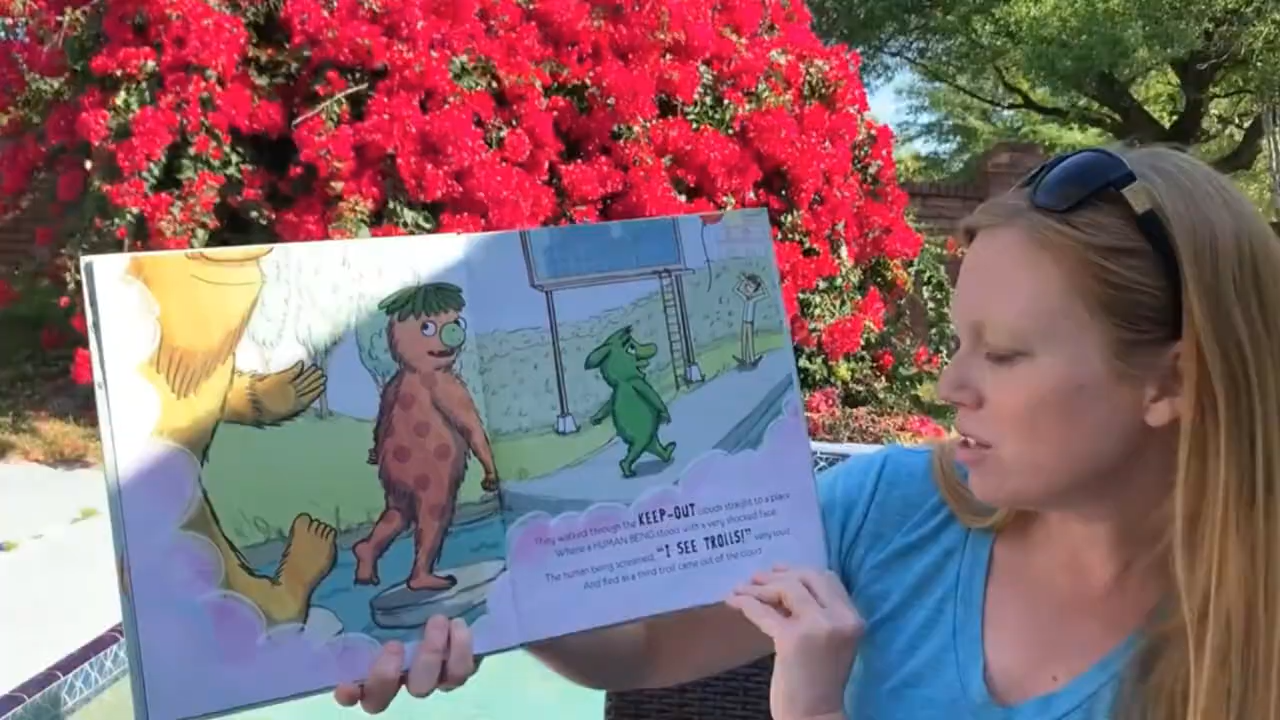 They walked through the KEEP-OUT clouds straight to a place
Where a HUMAN BEING stood with a very shocked face.
The human being screamed, "I SEE TROLLS!" very loud
And fled as a third troll came out of the cloud.